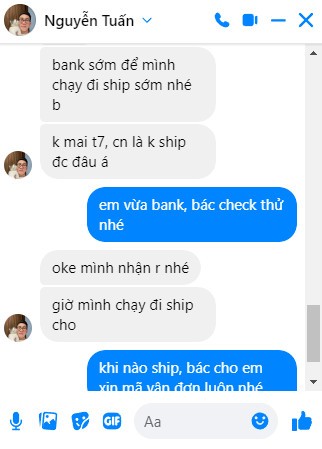 Nguyễn Tuấn
bank sớm để mình
chạy đi ship sớm nhé
b
k mai t7, cn là k ship
đc đâu á
em vừa bank, bác check thử
nhé
oke mình nhận r nhé
giờ mình chạy đi ship
cho
khi nào ship, bác cho em
xin mã vận đơn luôn nhé
GIF
Aa